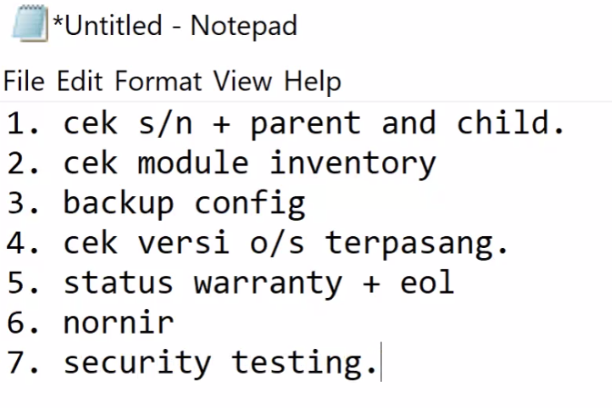 *Untitled - Notepad
File Edit Format View Help
1. cek s/n + parent and child.
2. cek module inventory
3. backup config
4. cek versi o/s terpasang.
5. status warranty + eol
6. nornir
7. security testing.